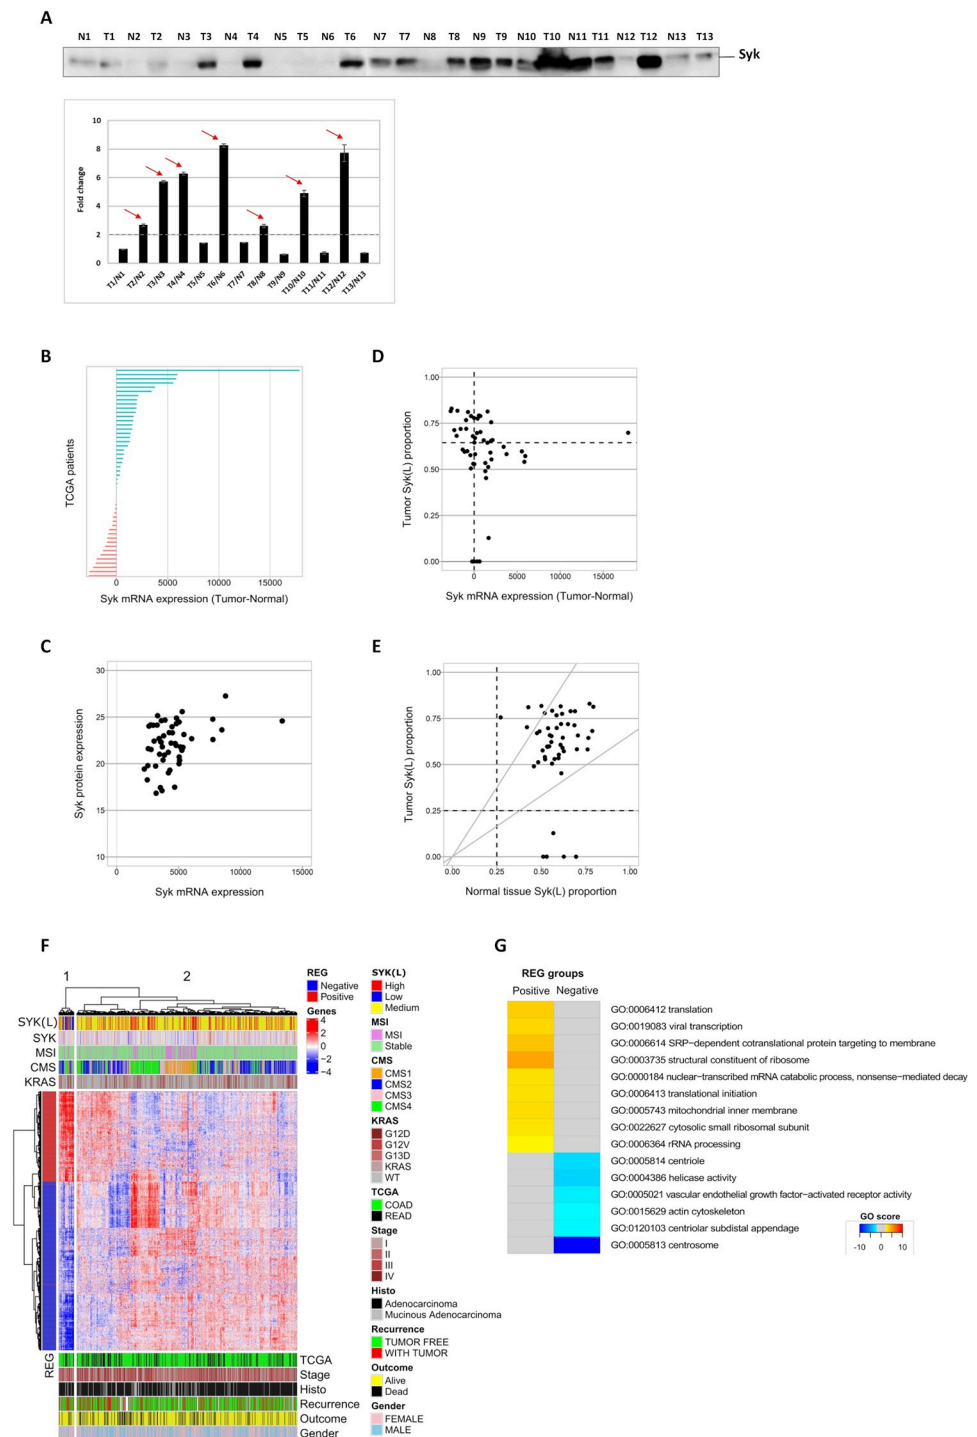 A
N1 T1 N2 T2 N3 T3 N4 T4 N5 T5 N6 T6 N7 T7 N8 T8 N9 T9 N10 T10 N11 T11 N12 T12 N13 T13
Syk
Fold change
10
8
6
4
2
0
T1/N1 T2/N2 T3/N3 T4/N4 T5/N5 T6/N6 T7/N7 T8/N8 T9/N9 T10/N10 T11/N11 T12/N12 T13/N13
B
TCGA patients
0 5000 10000 15000
Syk mRNA expression (Tumor-Normal)
D
Tumor Syk(L) proportion
1.00
0.75
0.50
0.25
0.00
0 5000 10000 15000
Syk mRNA expression (Tumor-Normal)
C
Syk protein expression
30
25
20
15
10
0 5000 10000 15000
Syk mRNA expression
E
Tumor Syk(L) proportion
1.00
0.75
0.50
0.25
0.00
0.00 0.25 0.50 0.75 1.00
Normal tissue Syk(L) proportion
F
1 2
SYK(L)
SYK
MSI
CMS
KRAS
REG
TCGA
Stage
Histo
Recurrence
Outcome
Gender
REG
Negative
Positive
Genes
4
2
0
−2
−4
SYK(L)
High
Low
Medium
MSI
MSI
Stable
CMS
CMS1
CMS2
CMS3
CMS4
KRAS
G12D
G12V
G13D
KRAS
WT
TCGA
COAD
READ
Stage
I
II
III
IV
Histo
Adenocarcinoma
Mucinous Adenocarcinoma
Recurrence
TUMOR FREE
WITH TUMOR
Outcome
Alive
Dead
Gender
FEMALE
MALE
G
REG groups
Positive Negative
GO:0006412 translation
GO:0019083 viral transcription
GO:0006614 SRP−dependent cotranslational protein targeting to membrane
GO:0003735 structural constituent of ribosome
GO:0000184 nuclear−transcribed mRNA catabolic process, nonsense−mediated decay
GO:0006413 translational initiation
GO:0005743 mitochondrial inner membrane
GO:0022627 cytosolic small ribosomal subunit
GO:0006364 rRNA processing
GO:0005814 centriole
GO:0004386 helicase activity
GO:0005021 vascular endothelial growth factor−activated receptor activity
GO:0015629 actin cytoskeleton
GO:0120103 centriolar subdistal appendage
GO:0005813 centrosome
GO score
-10 0 10